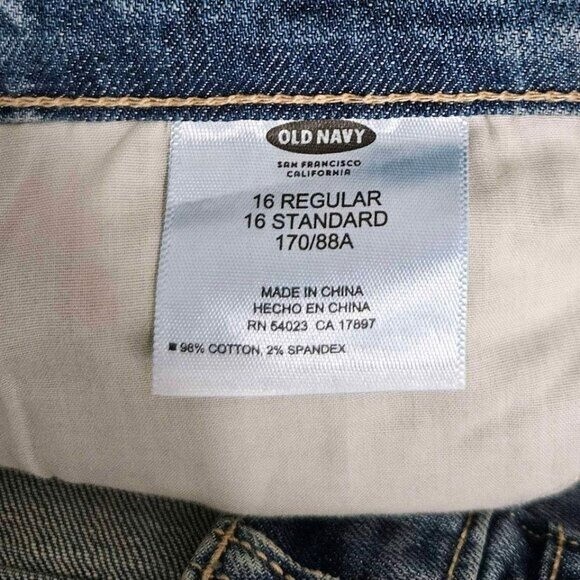 OLD NAVY
SAN FRANCISCO
CALIFORNIA
16 REGULAR
16 STANDARD
170/88A
MADE IN CHINA
HECHO EN CHINA
RN 54023 CA 17897
■ 98% COTTON, 2% SPANDEX